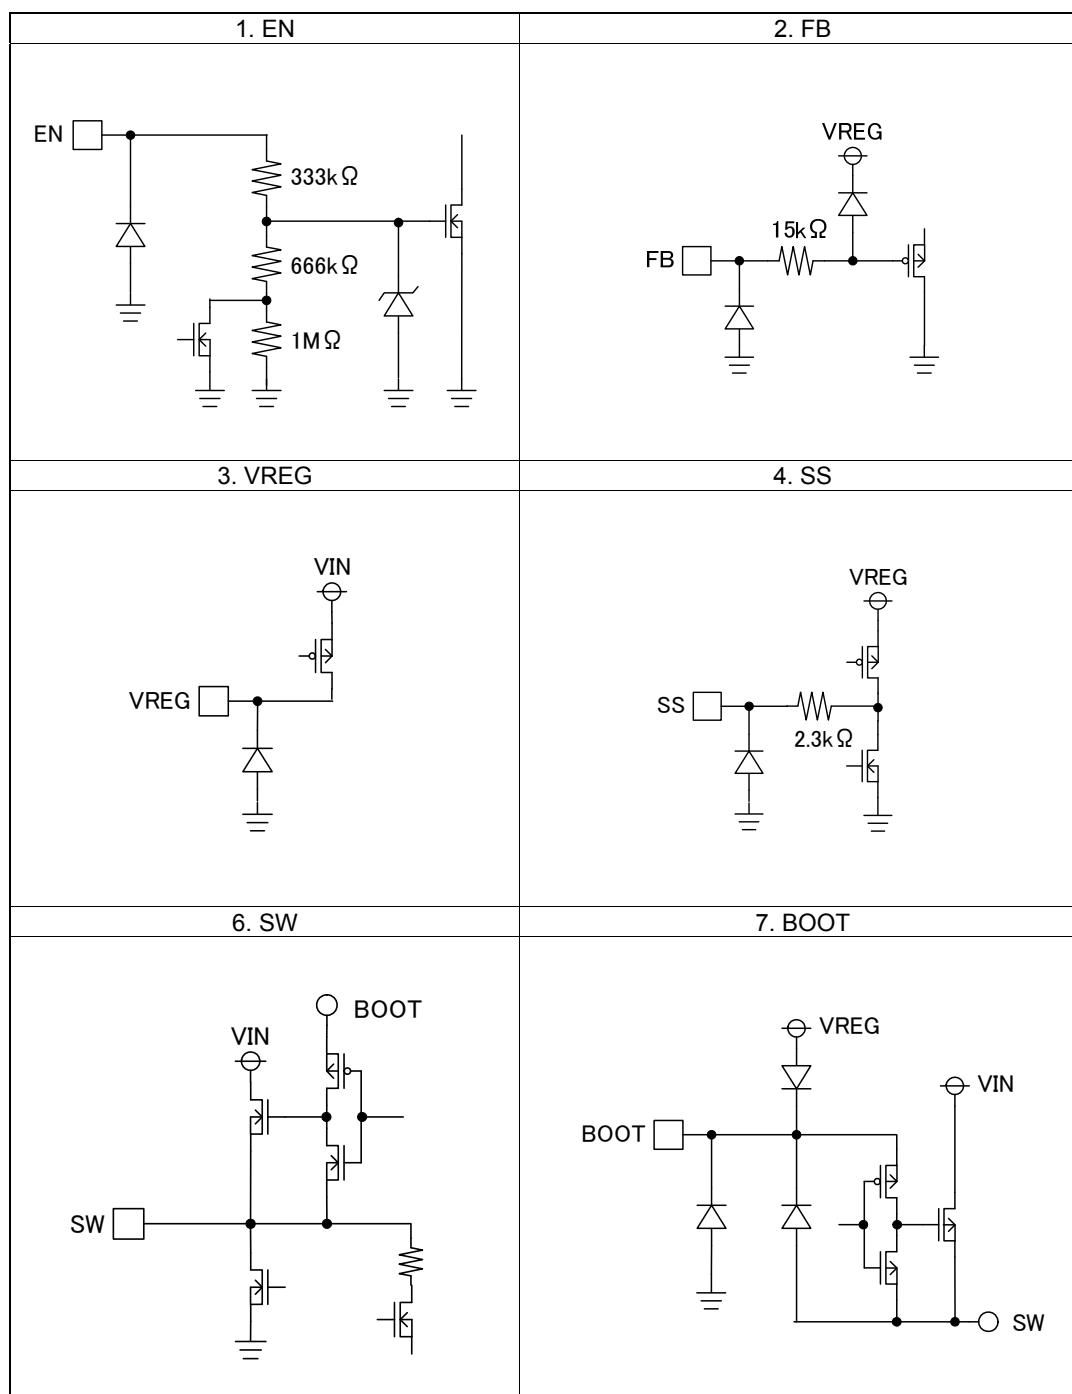 1. EN
2. FB
EN
333kΩ
666kΩ
1MΩ
VREG
15kΩ
FB
3. VREG
4. SS
VIN
VREG
VREG
SS
2.3kΩ
6. SW
7. BOOT
BOOT
VIN
SW
VREG
VIN
BOOT
SW